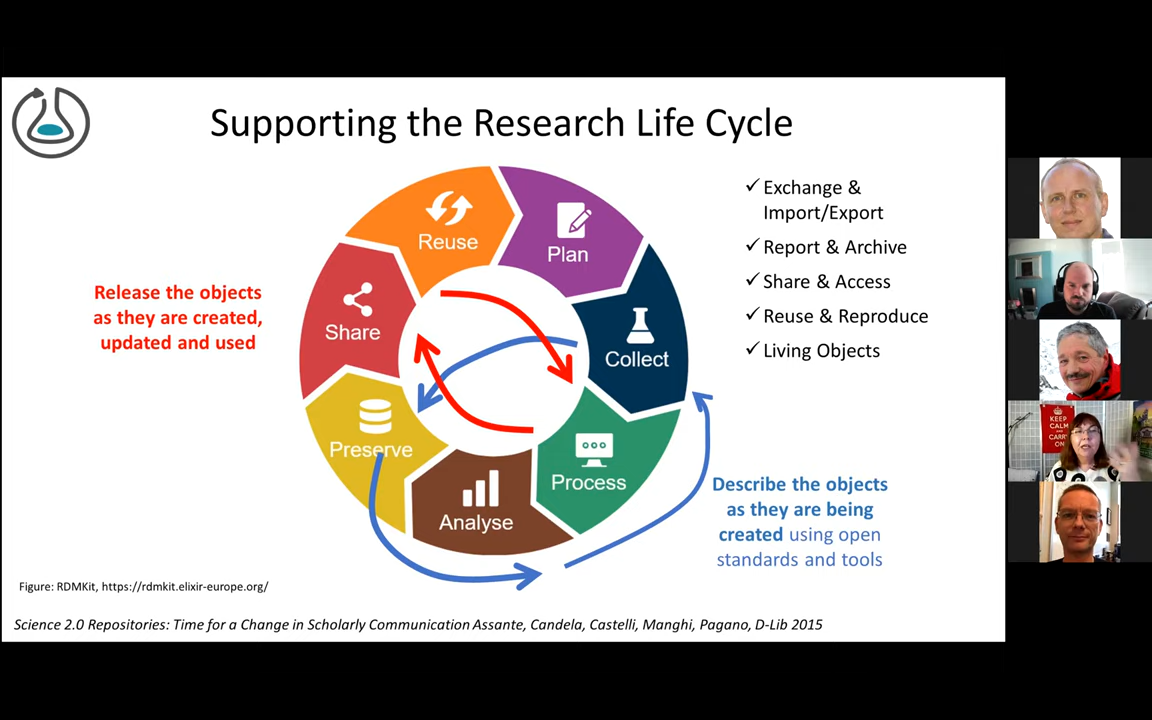 Supporting the Research Life Cycle
Reuse
Plan
Share
Collect
Preserve
Process
Analyse
Release the objects
as they are created,
updated and used
✓ Exchange &
Import/Export
✓ Report & Archive
✓ Share & Access
✓ Reuse & Reproduce
✓ Living Objects
Describe the objects
as they are being
created using open
standards and tools
Figure: RDMKit, https://rdmkit.elixir-europe.org/
Science 2.0 Repositories: Time for a Change in Scholarly Communication Assante, Candela, Castelli, Manghi, Pagano, D-Lib 2015
KEEP
CALM
AND
CARRY
ON